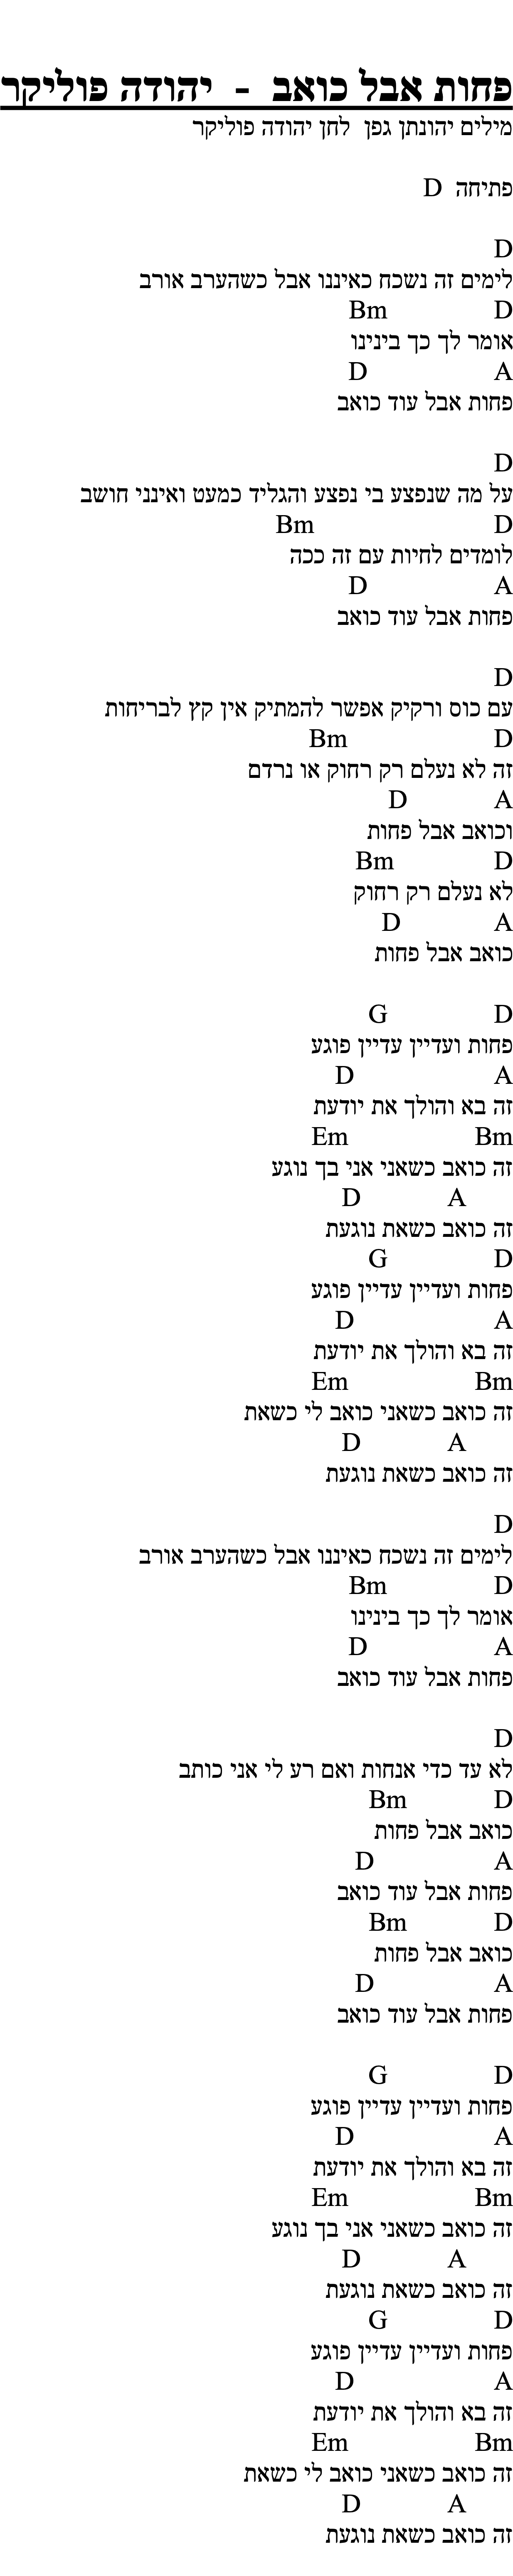 פחות אבל כואב - יהודה פוליקר
מילים יהונתן גפן לחן יהודה פוליקר
פתיחה D
D
לימים זה נשכח כאיננו אבל כשהערב אורב
D Bm
אומר לך כך בינינו
A D
פחות אבל עוד כואב
D
על מה שנפצע בי נפצע והגליד כמעט ואינני חושב
D Bm
לומדים לחיות עם זה ככה
A D
פחות אבל עוד כואב
D
עם כוס ורקיק אפשר להמתיק אין קץ לבריחות
D Bm
זה לא נעלם רק רחוק או נרדם
A D
וכואב אבל פחות
D Bm
לא נעלם רק רחוק
A D
כואב אבל פחות
D G
פחות ועדיין עדיין פוגע
A D
זה בא והולך את יודעת
Bm Em
זה כואב כשאני אני בך נוגע
A D
זה כואב כשאת נוגעת
D G
פחות ועדיין עדיין פוגע
A D
זה בא והולך את יודעת
Bm Em
זה כואב כשאני כואב לי כשאת
A D
זה כואב כשאת נוגעת
D
לימים זה נשכח כאיננו אבל כשהערב אורב
D Bm
אומר לך כך בינינו
A D
פחות אבל עוד כואב
D
לא עד כדי אנחות ואם רע לי אני כותב
D Bm
כואב אבל פחות
A D
פחות אבל עוד כואב
D Bm
כואב אבל פחות
A D
פחות אבל עוד כואב
D G
פחות ועדיין עדיין פוגע
A D
זה בא והולך את יודעת
Bm Em
זה כואב כשאני אני בך נוגע
A D
זה כואב כשאת נוגעת
D G
פחות ועדיין עדיין פוגע
A D
זה בא והולך את יודעת
Bm Em
זה כואב כשאני כואב לי כשאת
A D
זה כואב כשאת נוגעת